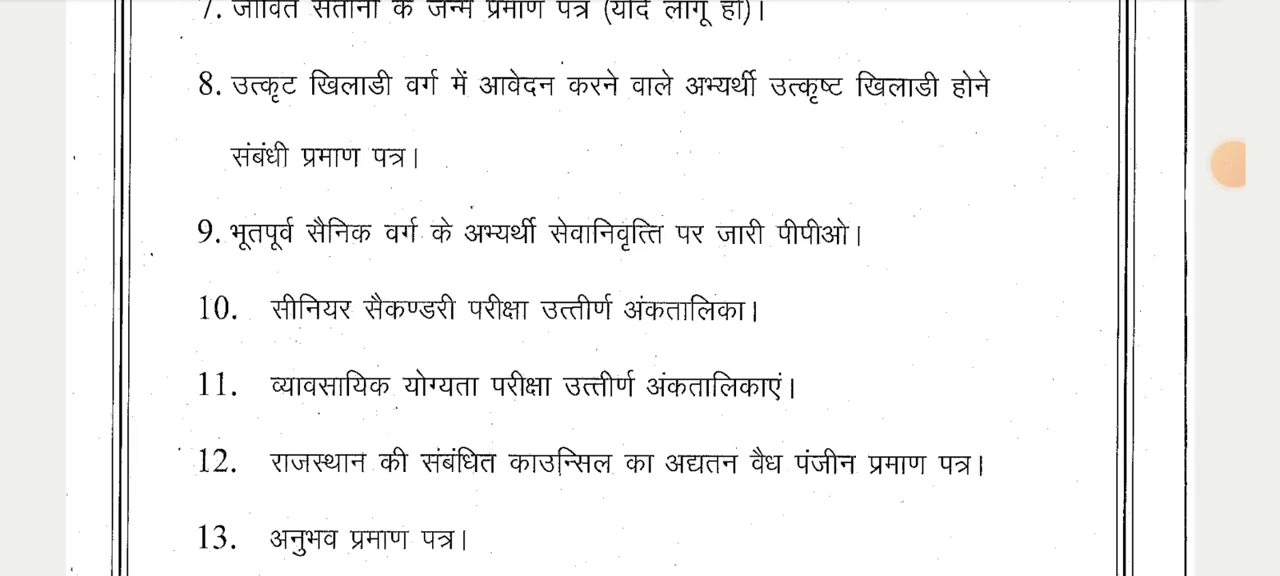 7. जीवित संतानों के जन्म प्रमाण पत्र (यदि लागू हो)।
8. उत्कृट खिलाडी वर्ग में आवेदन करने वाले अभ्यर्थी उत्कृष्ट खिलाडी होने
संबंधी प्रमाण पत्र।
9. भूतपूर्व सैनिक वर्ग के अभ्यर्थी सेवानिवृत्ति पर जारी पीपीओ।
10. सीनियर सैकण्डरी परीक्षा उत्तीर्ण अंकतालिका।
11. व्यावसायिक योग्यता परीक्षा उत्तीर्ण अंकतालिकाएं।
12. राजस्थान की संबंधित काउन्सिल का अद्यतन वैध पंजीन प्रमाण पत्र।
13. अनुभव प्रमाण पत्र।